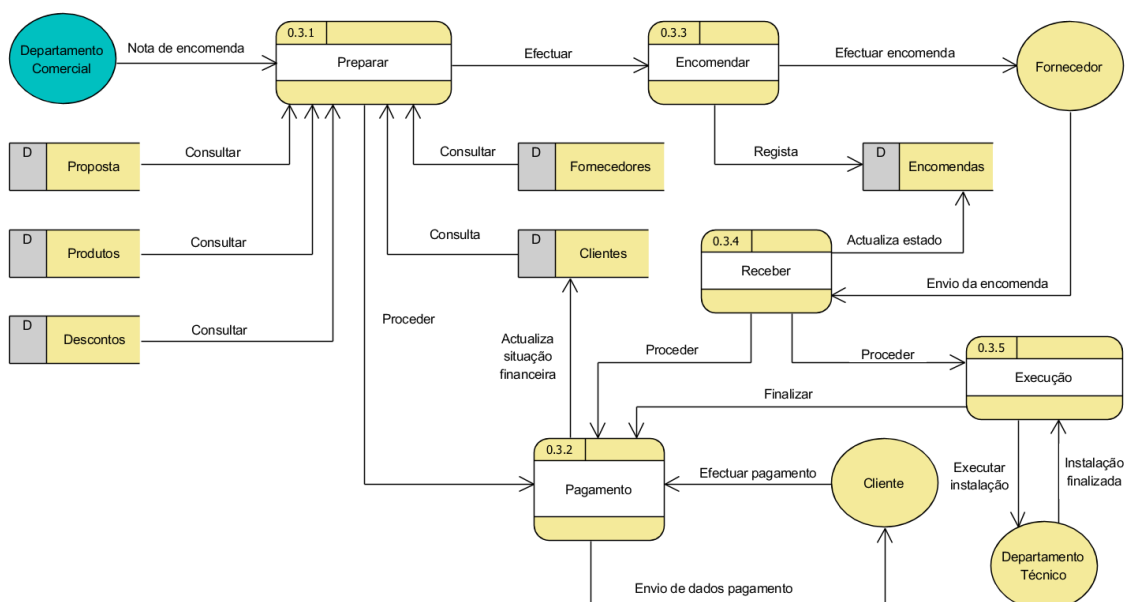 0.3.1
0.3.3
Departamento
Comercial
Nota de encomenda
Preparar
Efectuar
Encomendar
Efectuar encomenda
Fornecedor
D
Proposta
Consultar
Consultar
D
Fornecedores
Regista
D
Encomendas
D
Produtos
Consultar
Consulta
D
Clientes
0.3.4
Receber
Actualiza estado
Envio da encomenda
D
Descontos
Consultar
Proceder
Actualiza
situação
financeira
Proceder
Proceder
0.3.5
Execução
Finalizar
0.3.2
Pagamento
Efectuar pagamento
Cliente
Executar
instalação
Instalação
finalizada
Departamento
Técnico
Envio de dados pagamento